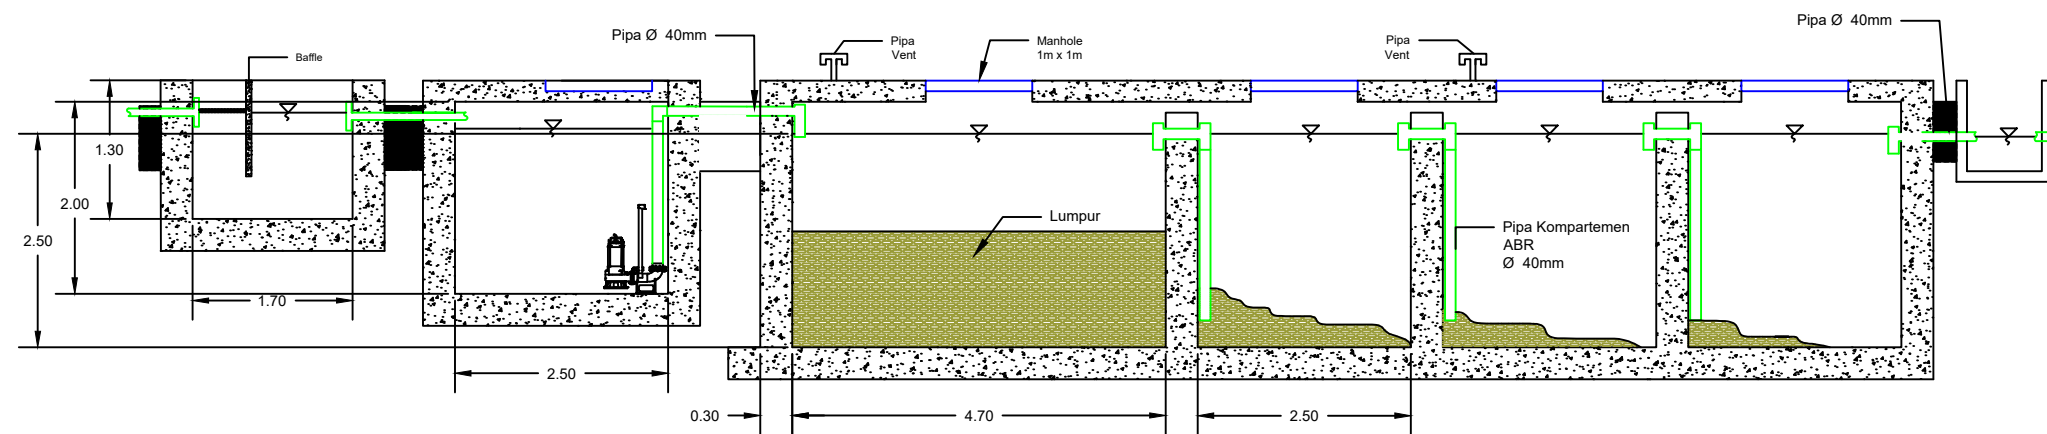 Pipa Ø 40mm
Baffle
Pipa
Vent
Manhole
1m x 1m
Pipa
Vent
Pipa Ø 40mm
1.30
2.00
2.50
1.70
2.50
Lumpur
Pipa Kompartemen
ABR
Ø 40mm
0.30
4.70
2.50